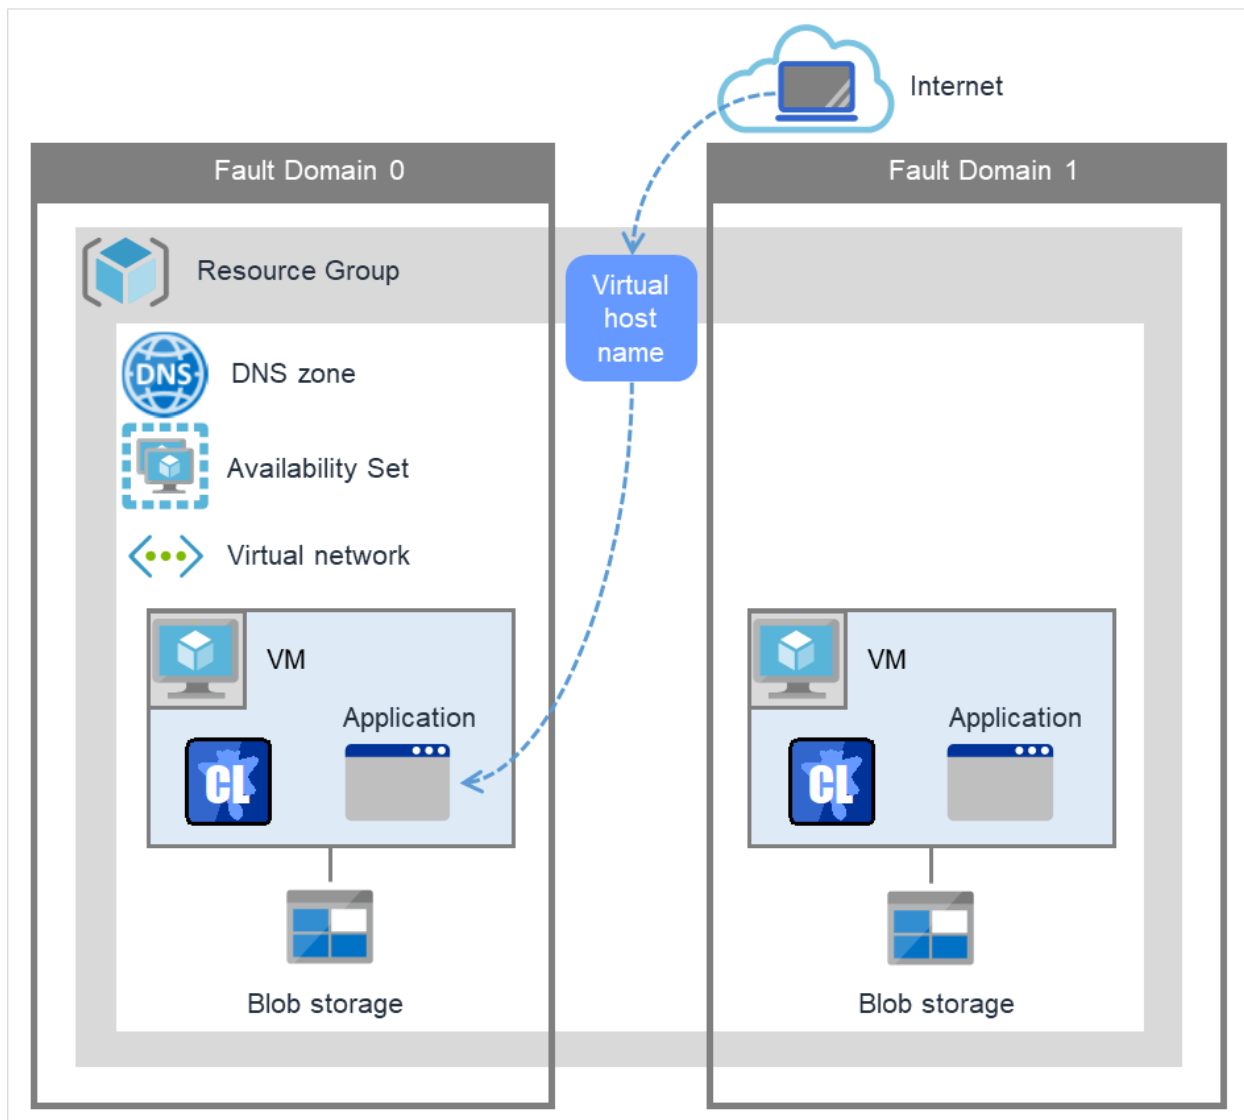 Internet
Fault Domain 0
Fault Domain 1
Resource Group
Virtual
host
name
DNS
DNS zone
Availability Set
Virtual network
VM
Application
CL
Blob storage
VM
Application
CL
Blob storage